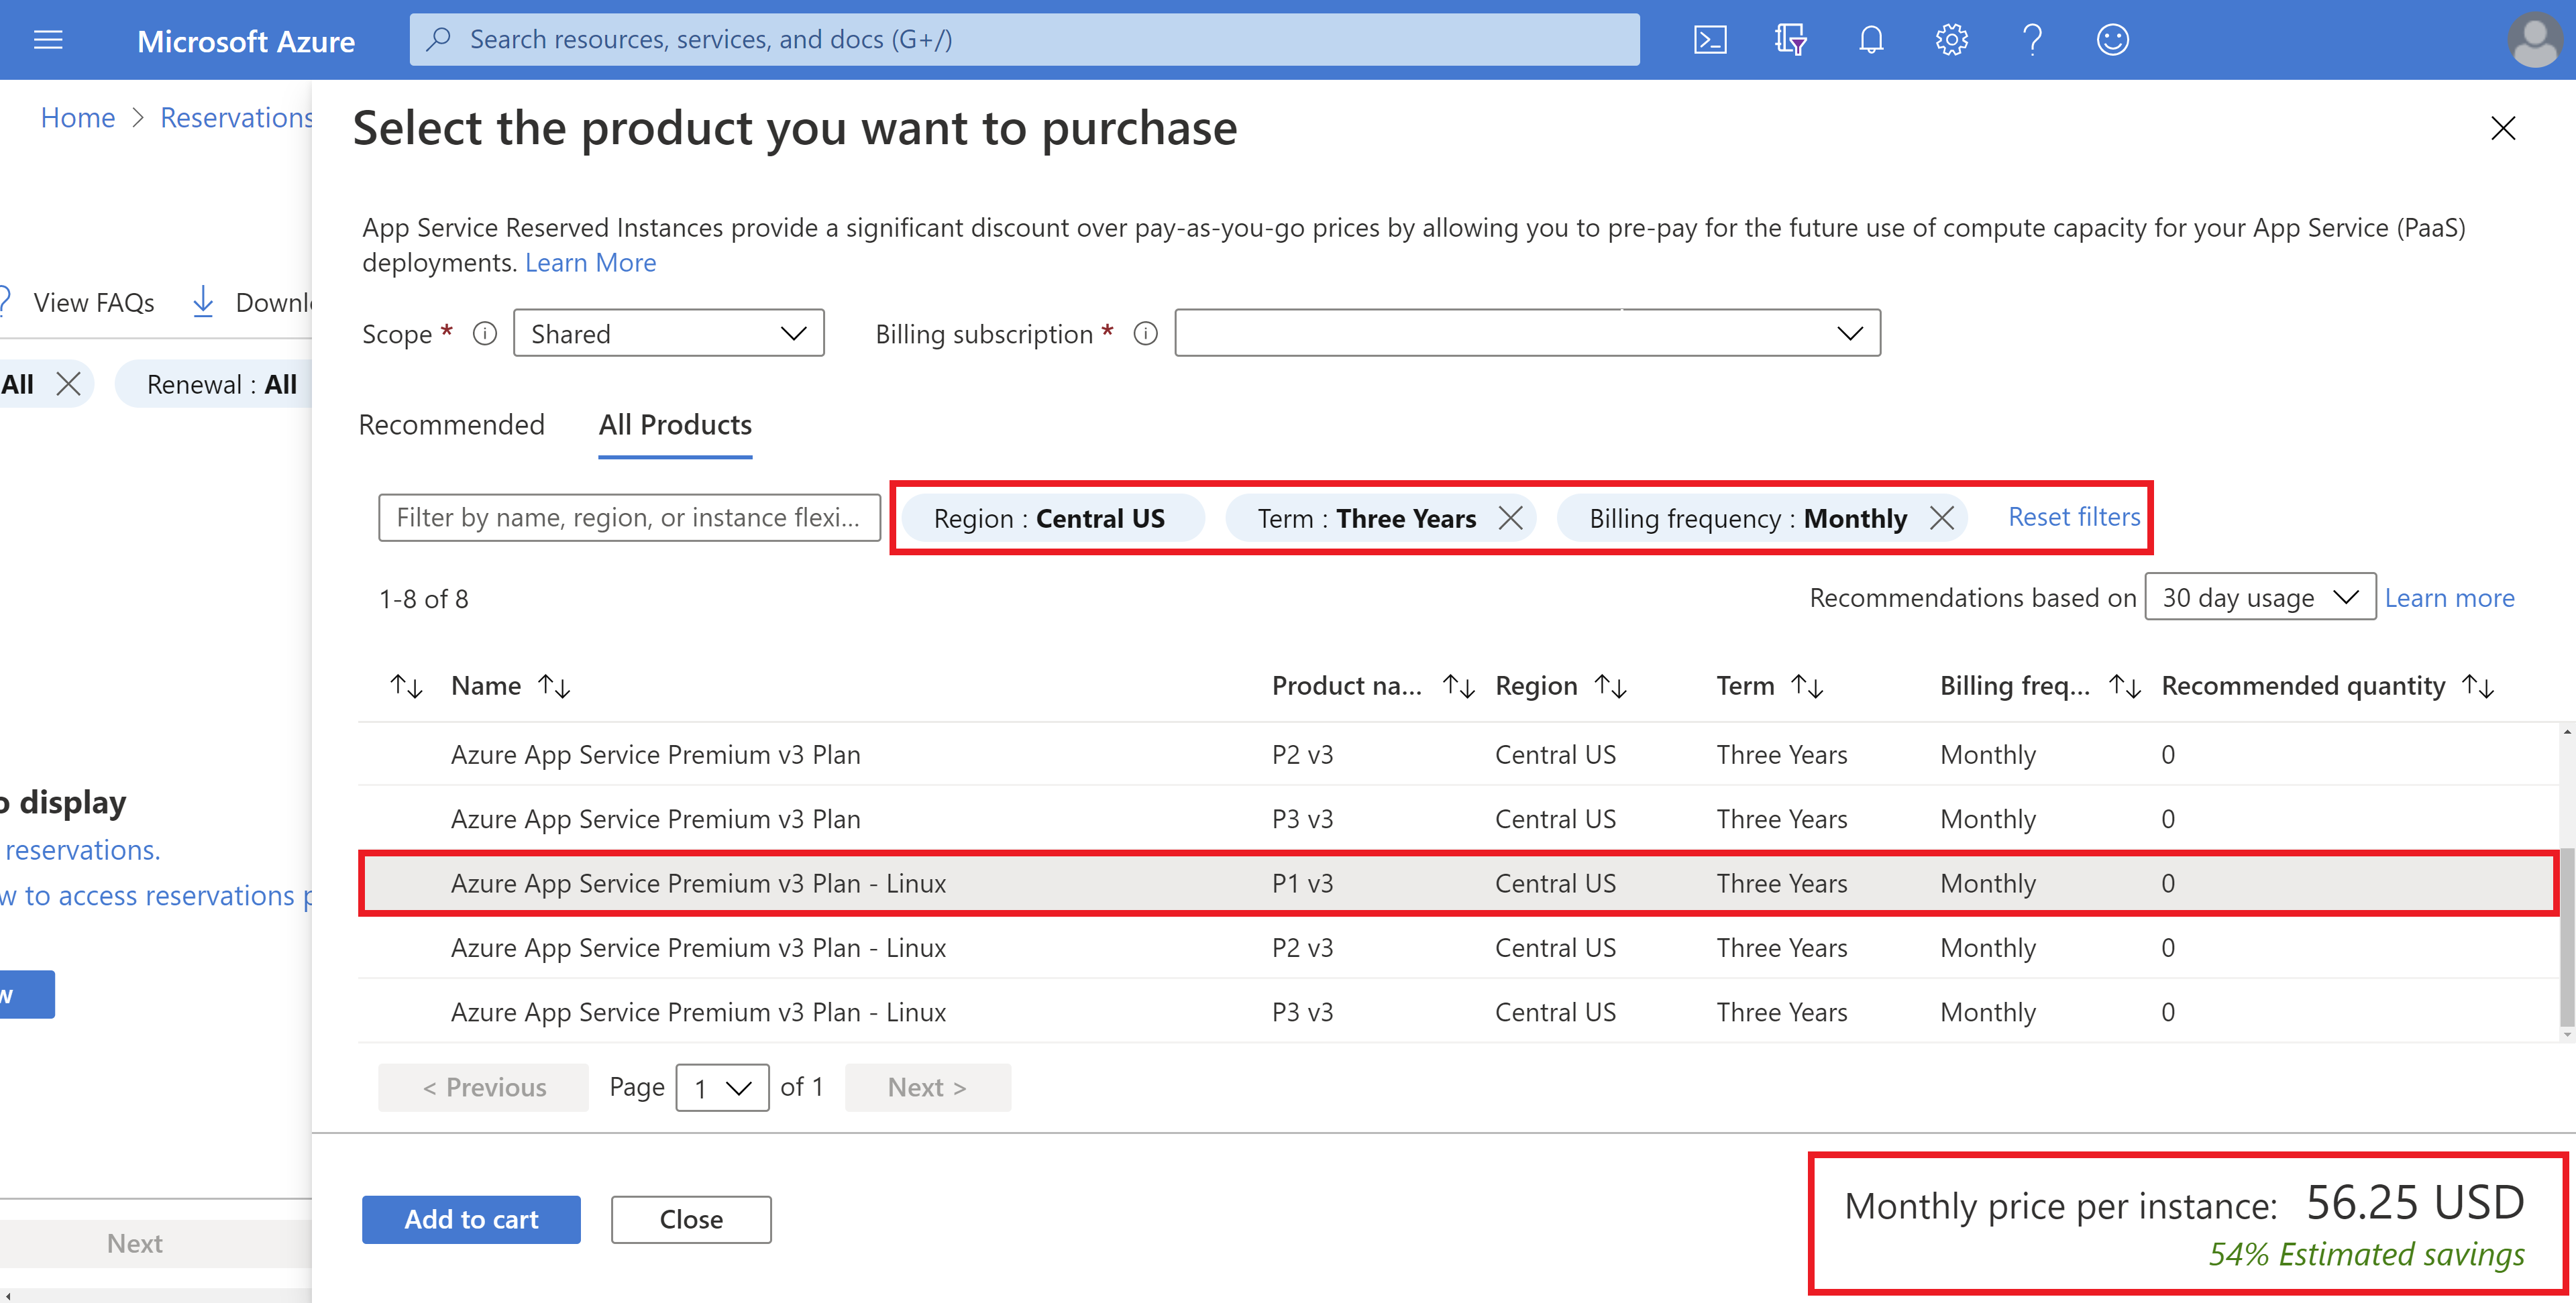 Microsoft Azure
Search resources, services, and docs (G+/)
Home > Reservations
Select the product you want to purchase
App Service Reserved Instances provide a significant discount over pay-as-you-go prices by allowing you to pre-pay for the future use of compute capacity for your App Service (PaaS)
deployments. Learn More
View FAQs
Downl
Scope * Shared Billing subscription *
All Renewal : All
Recommended All Products
Filter by name, region, or instance flexi... Region : Central US Term : Three Years Billing frequency : Monthly Reset filters
1-8 of 8 Recommendations based on 30 day usage Learn more
Name Product na... Region Term Billing freq... Recommended quantity
Azure App Service Premium v3 Plan P2 v3 Central US Three Years Monthly 0
Azure App Service Premium v3 Plan P3 v3 Central US Three Years Monthly 0
Azure App Service Premium v3 Plan - Linux P1 v3 Central US Three Years Monthly 0
Azure App Service Premium v3 Plan - Linux P2 v3 Central US Three Years Monthly 0
Azure App Service Premium v3 Plan - Linux P3 v3 Central US Three Years Monthly 0
o display
reservations.
w to access reservations p
w
< Previous Page 1 of 1 Next >
Add to cart Close
Monthly price per instance: 56.25 USD
54% Estimated savings
Next